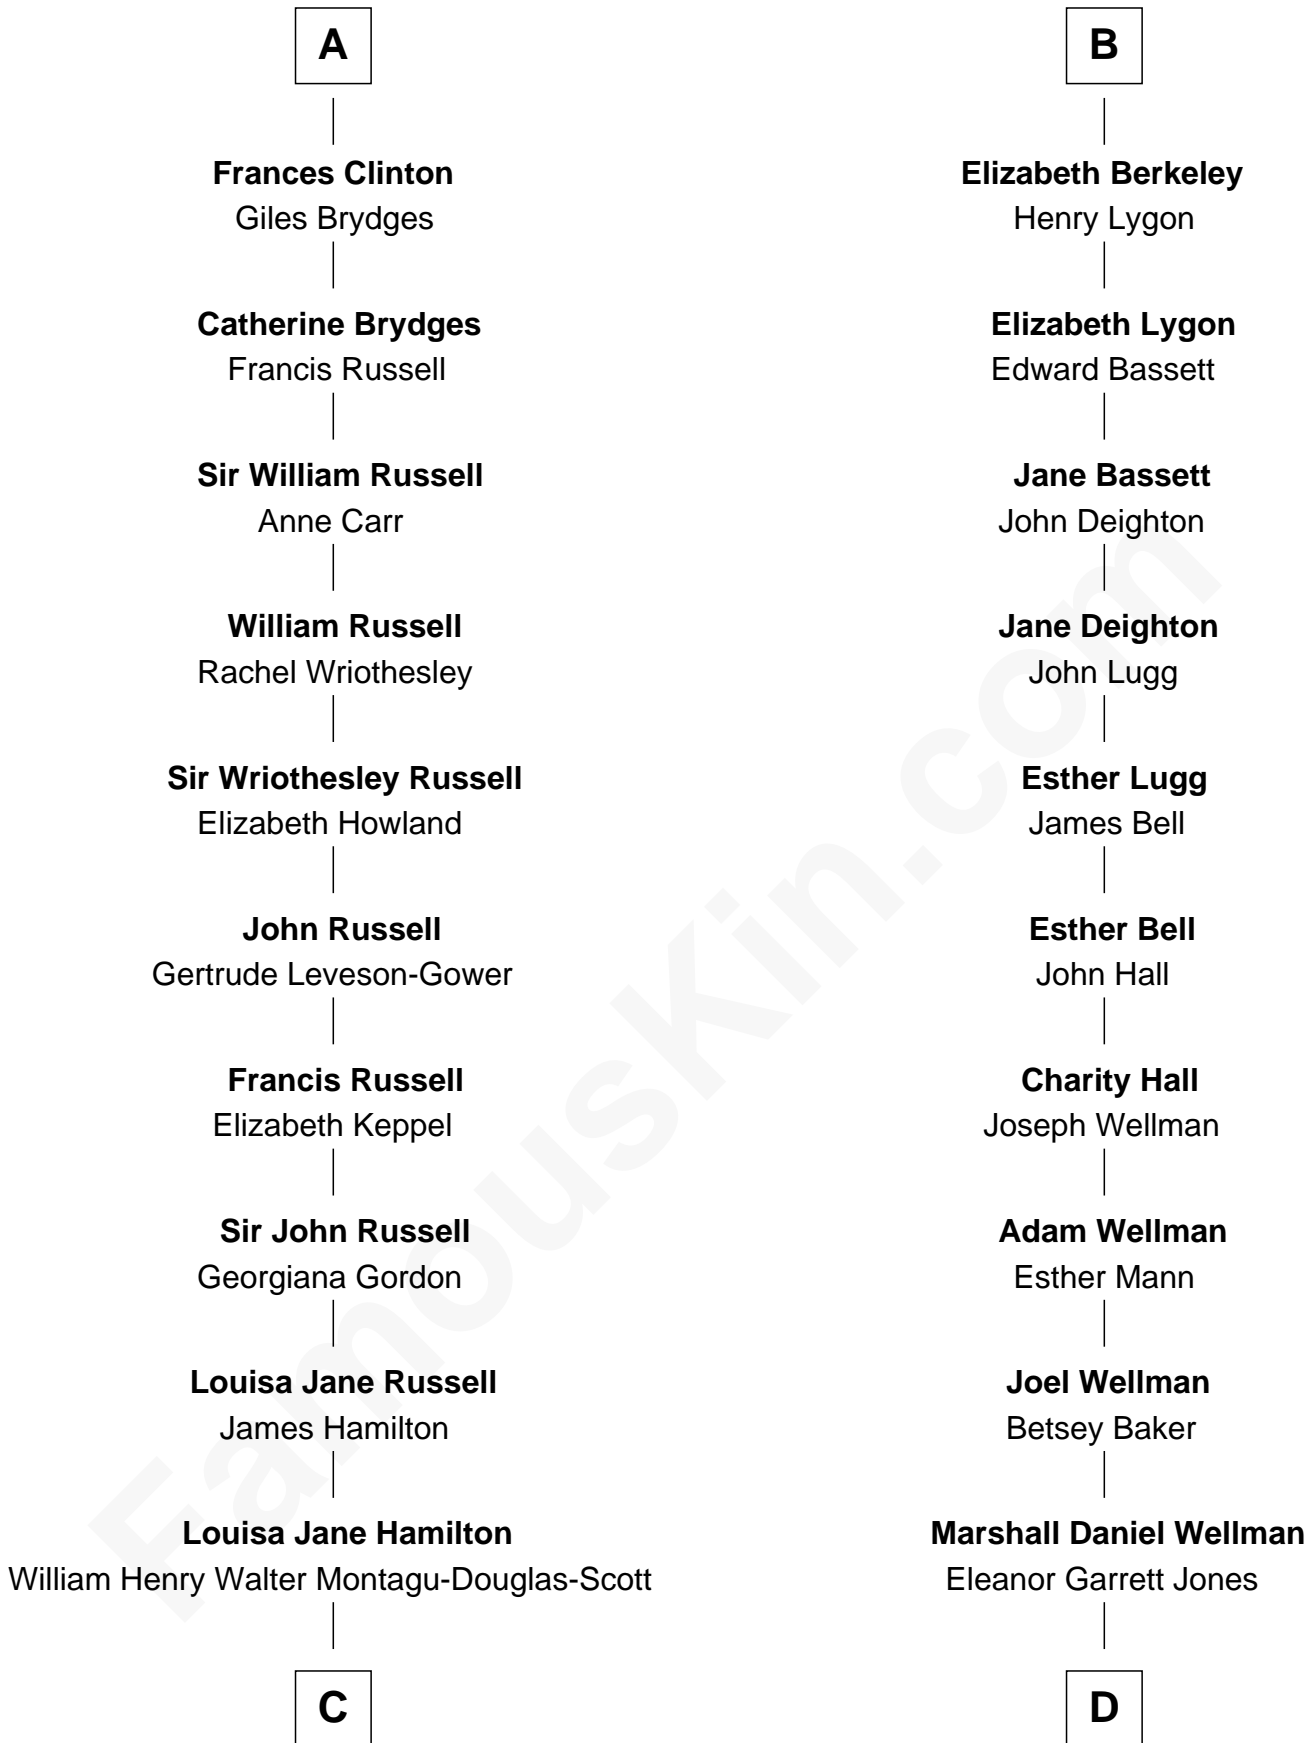 A
Frances Clinton
Giles Brydges
Catherine Brydges
Francis Russell
Sir William Russell
Anne Carr
William Russell
Rachel Wriothesley
Sir Wriothesley Russell
Elizabeth Howland
John Russell
Gertrude Leveson-Gower
Francis Russell
Elizabeth Keppel
Sir John Russell
Georgiana Gordon
Louisa Jane Russell
James Hamilton
Louisa Jane Hamilton
William Henry Walter Montagu-Douglas-Scott
C
B
Elizabeth Berkeley
Henry Lygon
Elizabeth Lygon
Edward Bassett
Jane Bassett
John Deighton
Jane Deighton
John Lugg
Esther Lugg
James Bell
Esther Bell
John Hall
Charity Hall
Joseph Wellman
Adam Wellman
Esther Mann
Joel Wellman
Betsey Baker
Marshall Daniel Wellman
Eleanor Garrett Jones
D
FamousKin.com